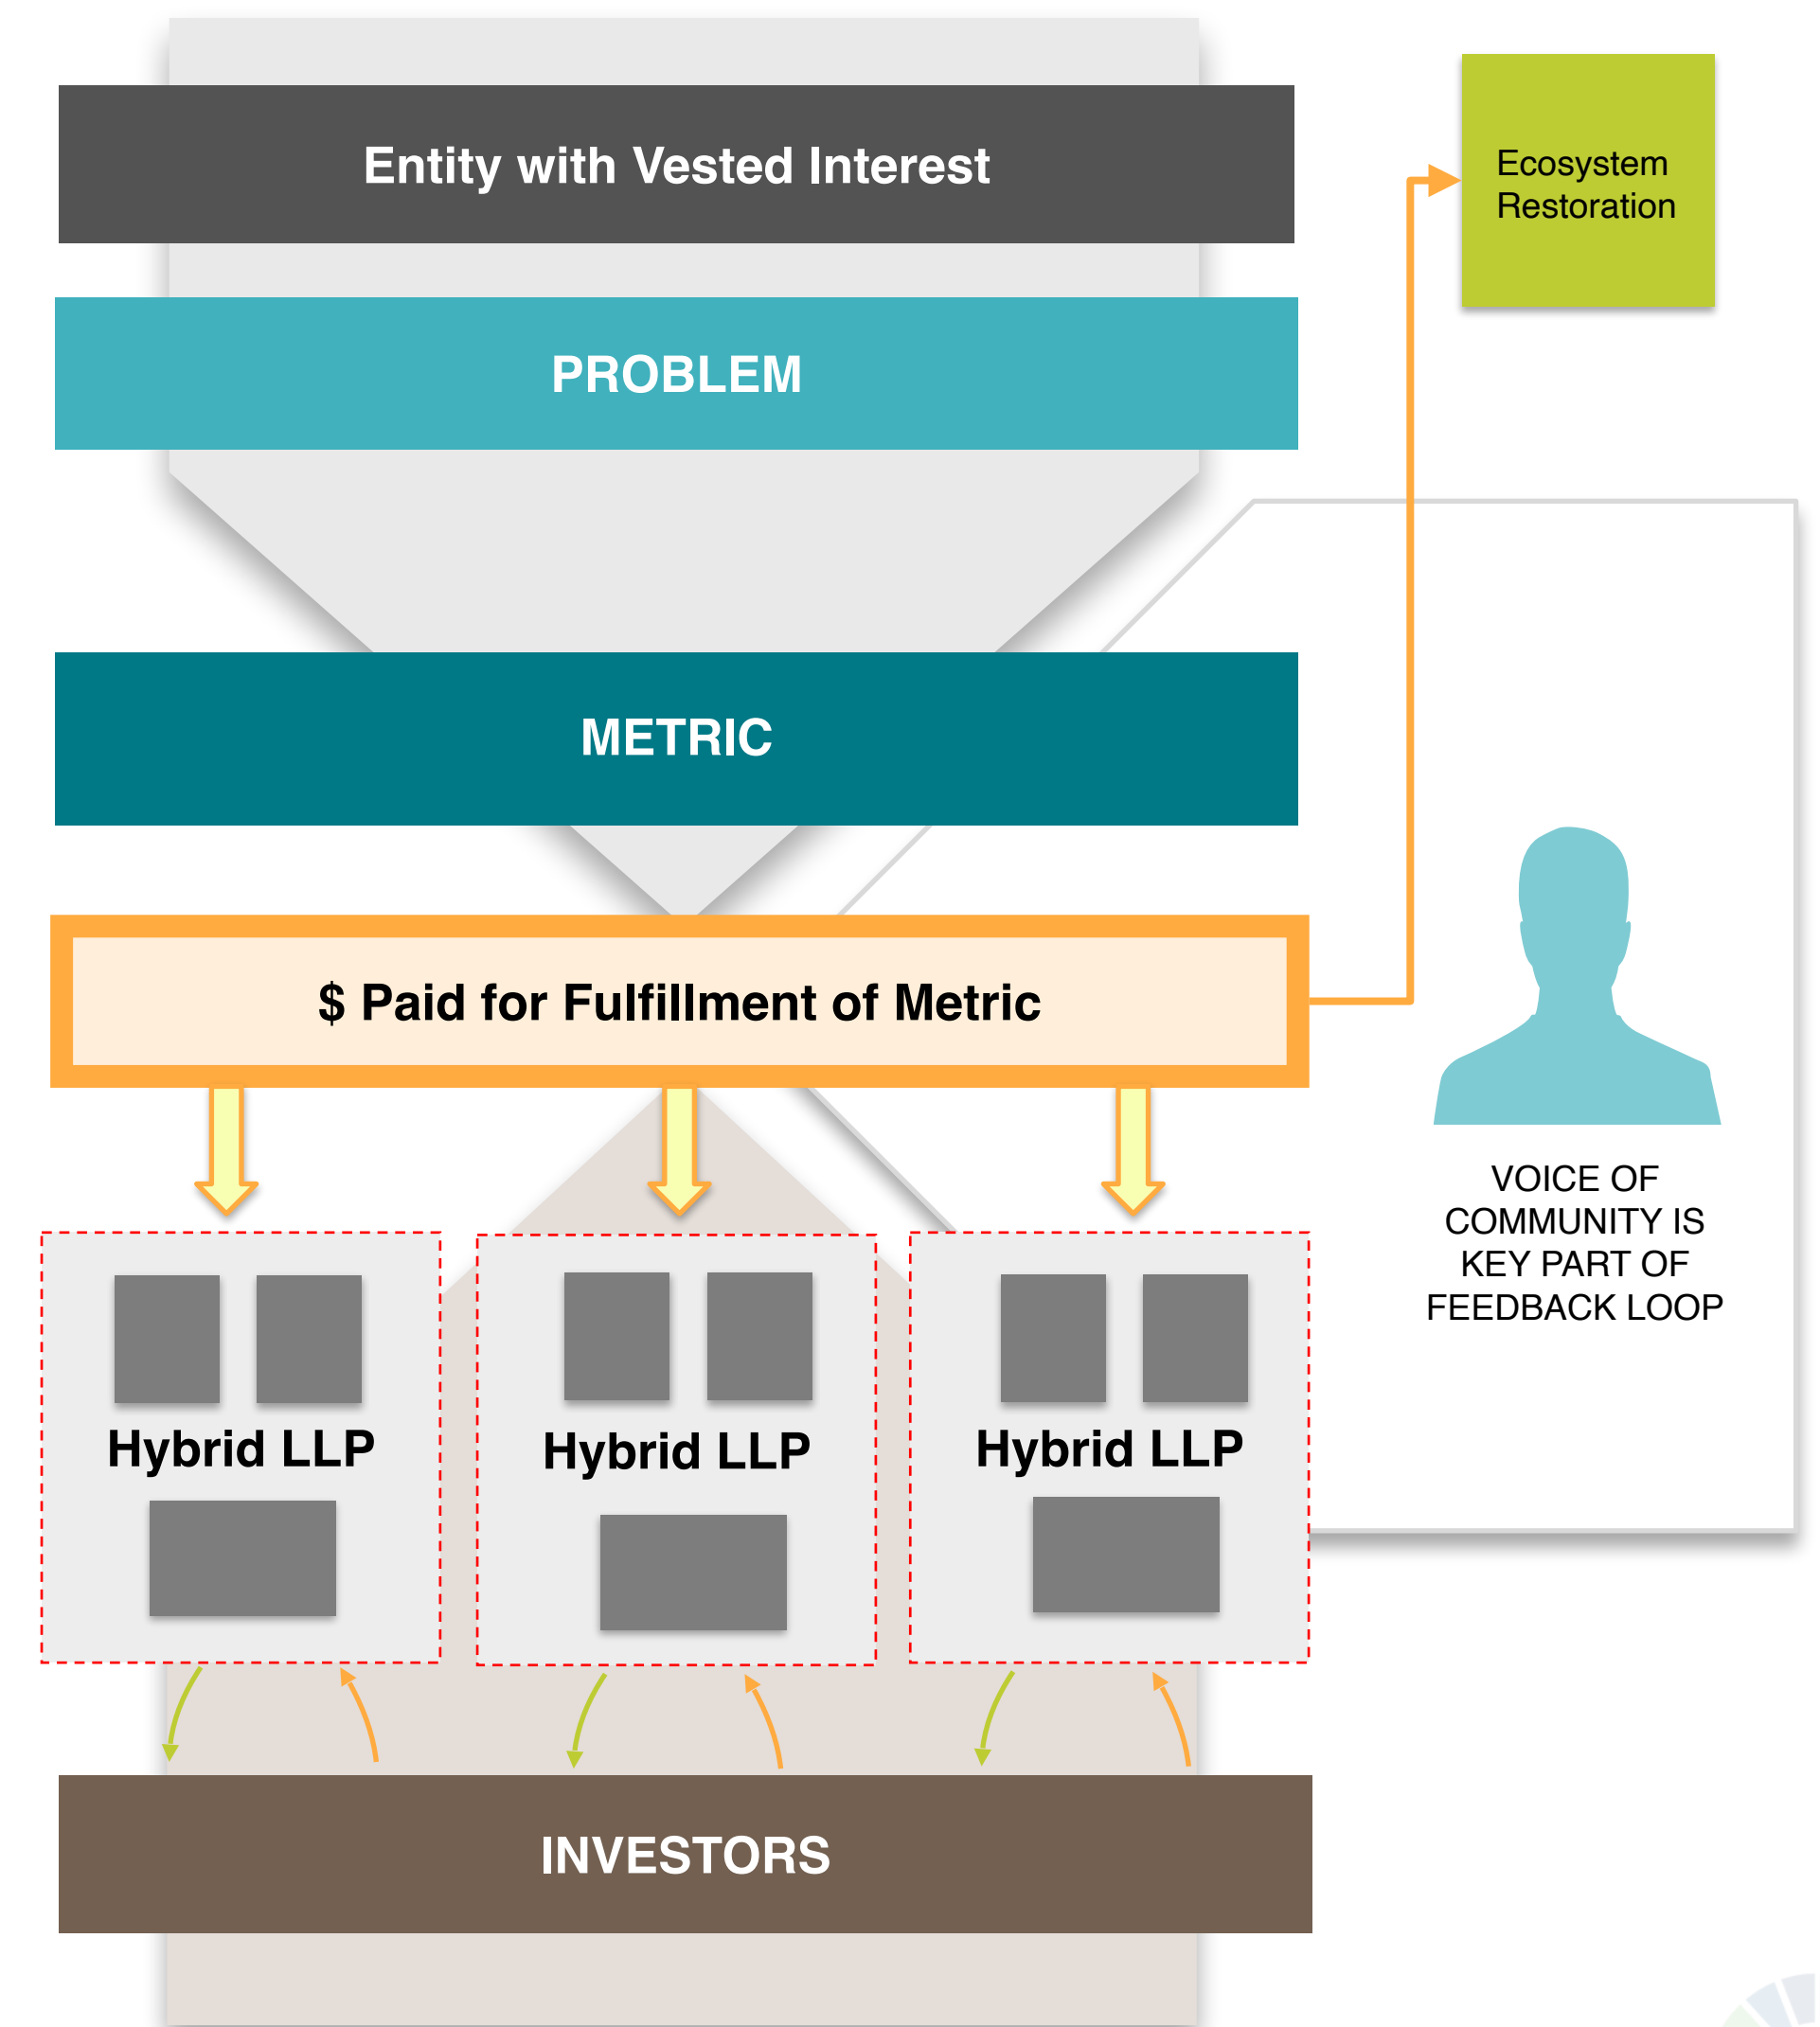 Entity with Vested Interest
Ecosystem
Restoration
PROBLEM
METRIC
$ Paid for Fulfillment of Metric
VOICE OF
COMMUNITY IS
KEY PART OF
FEEDBACK LOOP
Hybrid LLP
Hybrid LLP
Hybrid LLP
INVESTORS